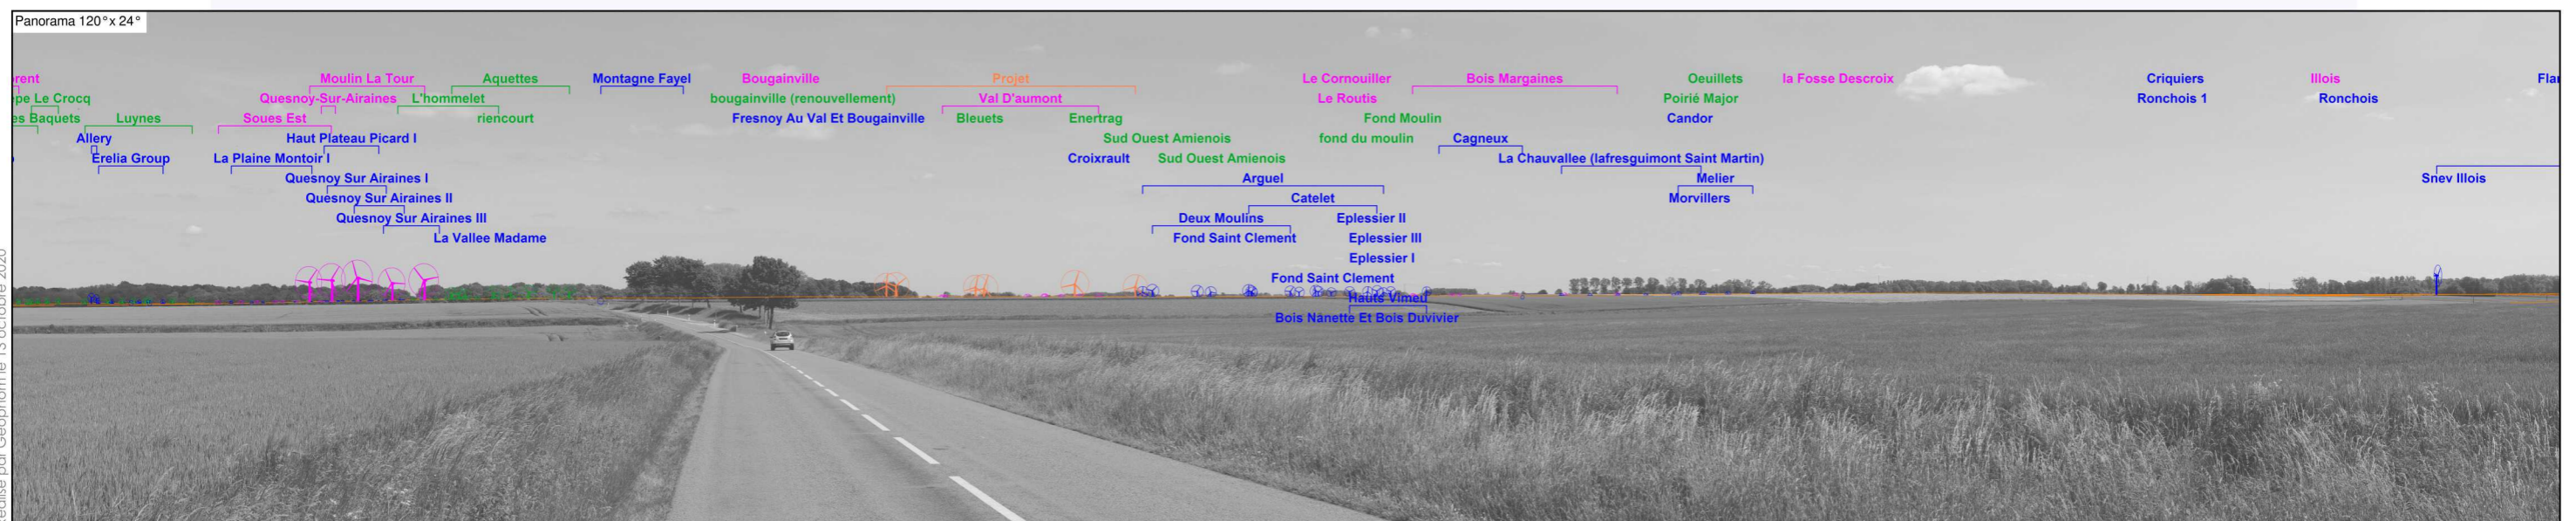 Panorama 120°x 24°
Moulin La Tour
Aquettes
Montagne Fayel
Bougainville
Projet
Le Cornouiller
Bois Margaines
Oeuillets
la Fosse Descroix
Criquiers
Illois
Le Crocq
Quesnoy-Sur-Airaines
L'hommelet
bougainville (renouvellement)
Val D'aumont
Le Routis
Poirié Major
Ronchois 1
Ronchois
Baquets
Luynes
Soues Est
riencourt
Fresnoy Au Val Et Bougainville
Bleuets
Enertrag
Fond Moulin
Candor
Allery
Haut Plateau Picard I
Sud Ouest Amienois
fond du moulin
Cagneux
Erelia Group
La Plaine Montoir I
Croixrault
Sud Ouest Amienois
La Chauvallee (lafresguimont Saint Martin)
Quesnoy Sur Airaines I
Arguel
Melier
Snev Illois
Quesnoy Sur Airaines II
Catelet
Morvillers
Quesnoy Sur Airaines III
Deux Moulins
Eplessier II
La Vallee Madame
Fond Saint Clement
Eplessier III
Eplessier I
Fond Saint Clement
Hauts Vimeu
Bois Nanette Et Bois Duvivier